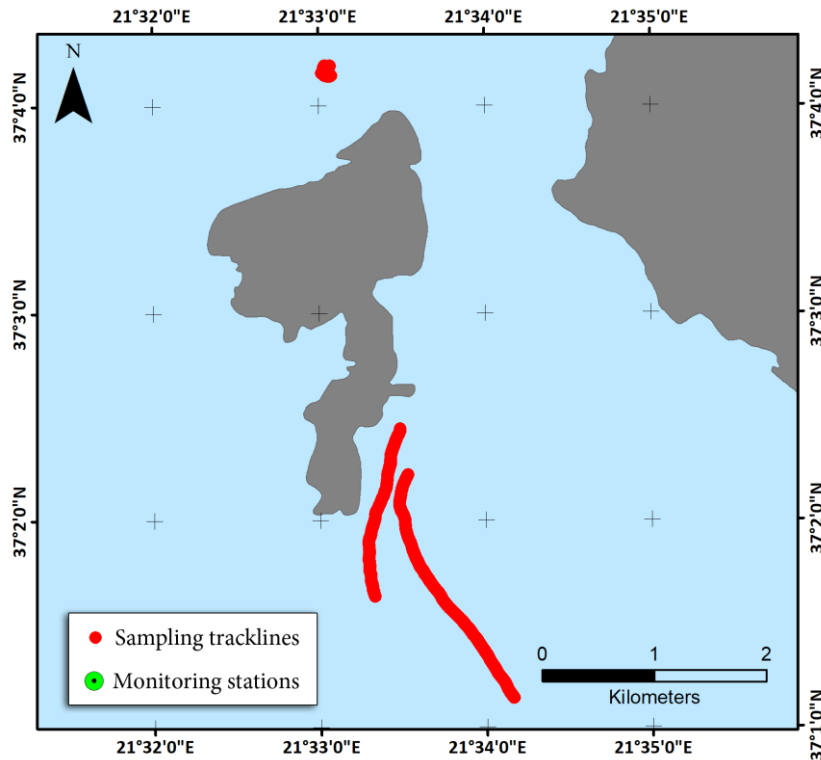 21°32'0"E 21°33'0"E 21°34'0"E 21°35'0"E
N
37°4'0"N 37°4'0"N
37°3'0"N 37°3'0"N
37°2'0"N 37°2'0"N
Sampling tracklines
Monitoring stations
0 1 2
Kilometers
37°1'0"N
21°32'0"E 21°33'0"E 21°34'0"E 21°35'0"E